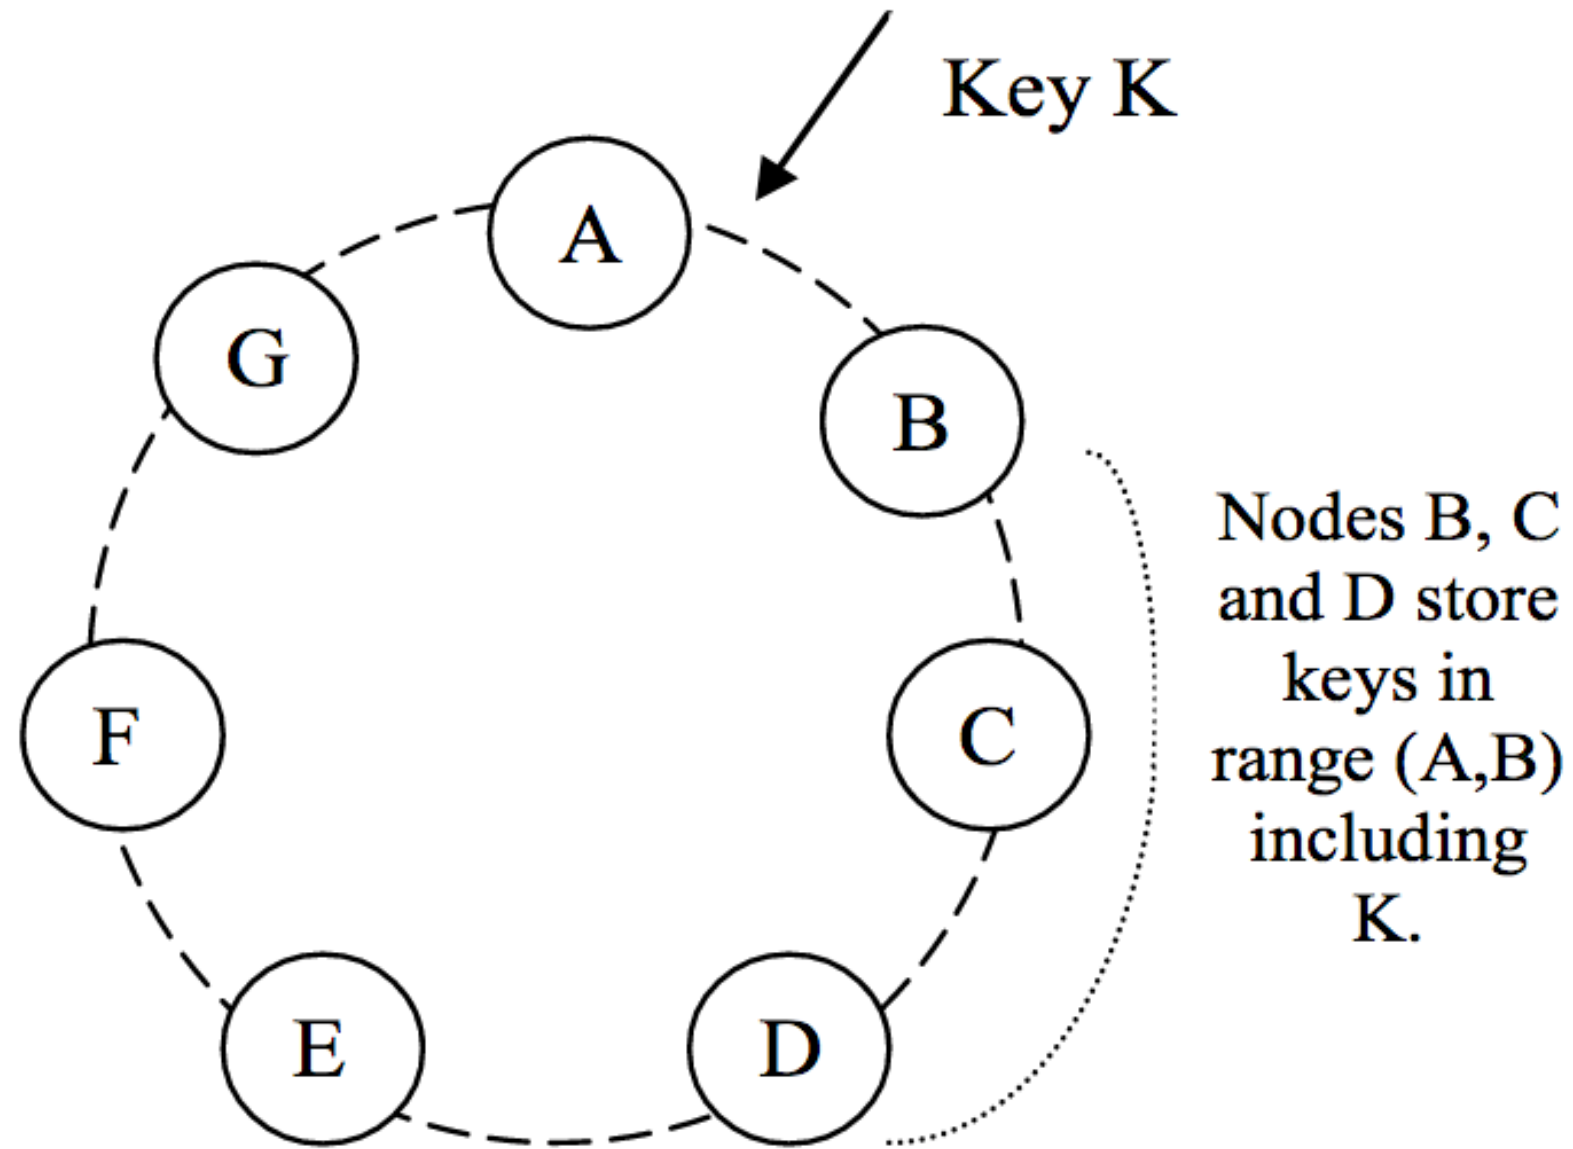 Key K
A
G
B
Nodes B, C
and D store
keys in
range (A,B)
including
K.
F
C
E
D